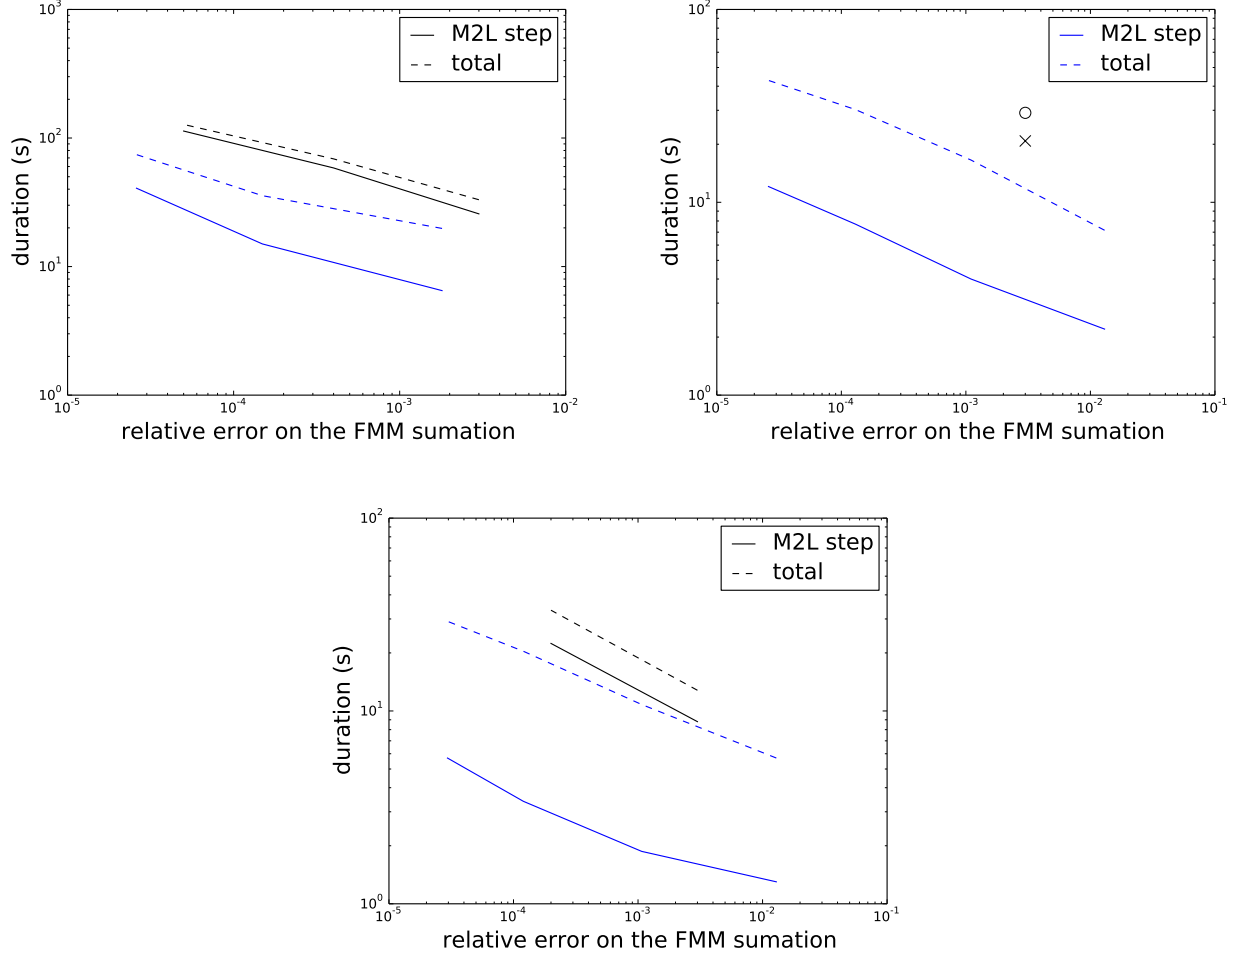 10^3
10^2
10^1
10^0
duration (s)
M2L step
total
10^-5
10^-4
10^-3
10^-2
relative error on the FMM sumation
10^2
10^1
10^0
duration (s)
M2L step
total
10^-5
10^-4
10^-3
10^-2
10^-1
relative error on the FMM sumation
10^2
10^1
10^0
duration (s)
M2L step
total
10^-5
10^-4
10^-3
10^-2
10^-1
relative error on the FMM sumation